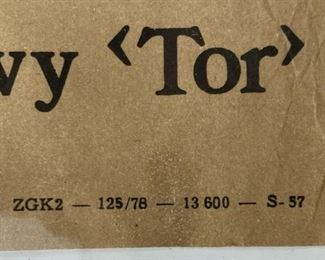 wy ‹Tor›
ZGK2 — 125/78 — 13 600 — S-57